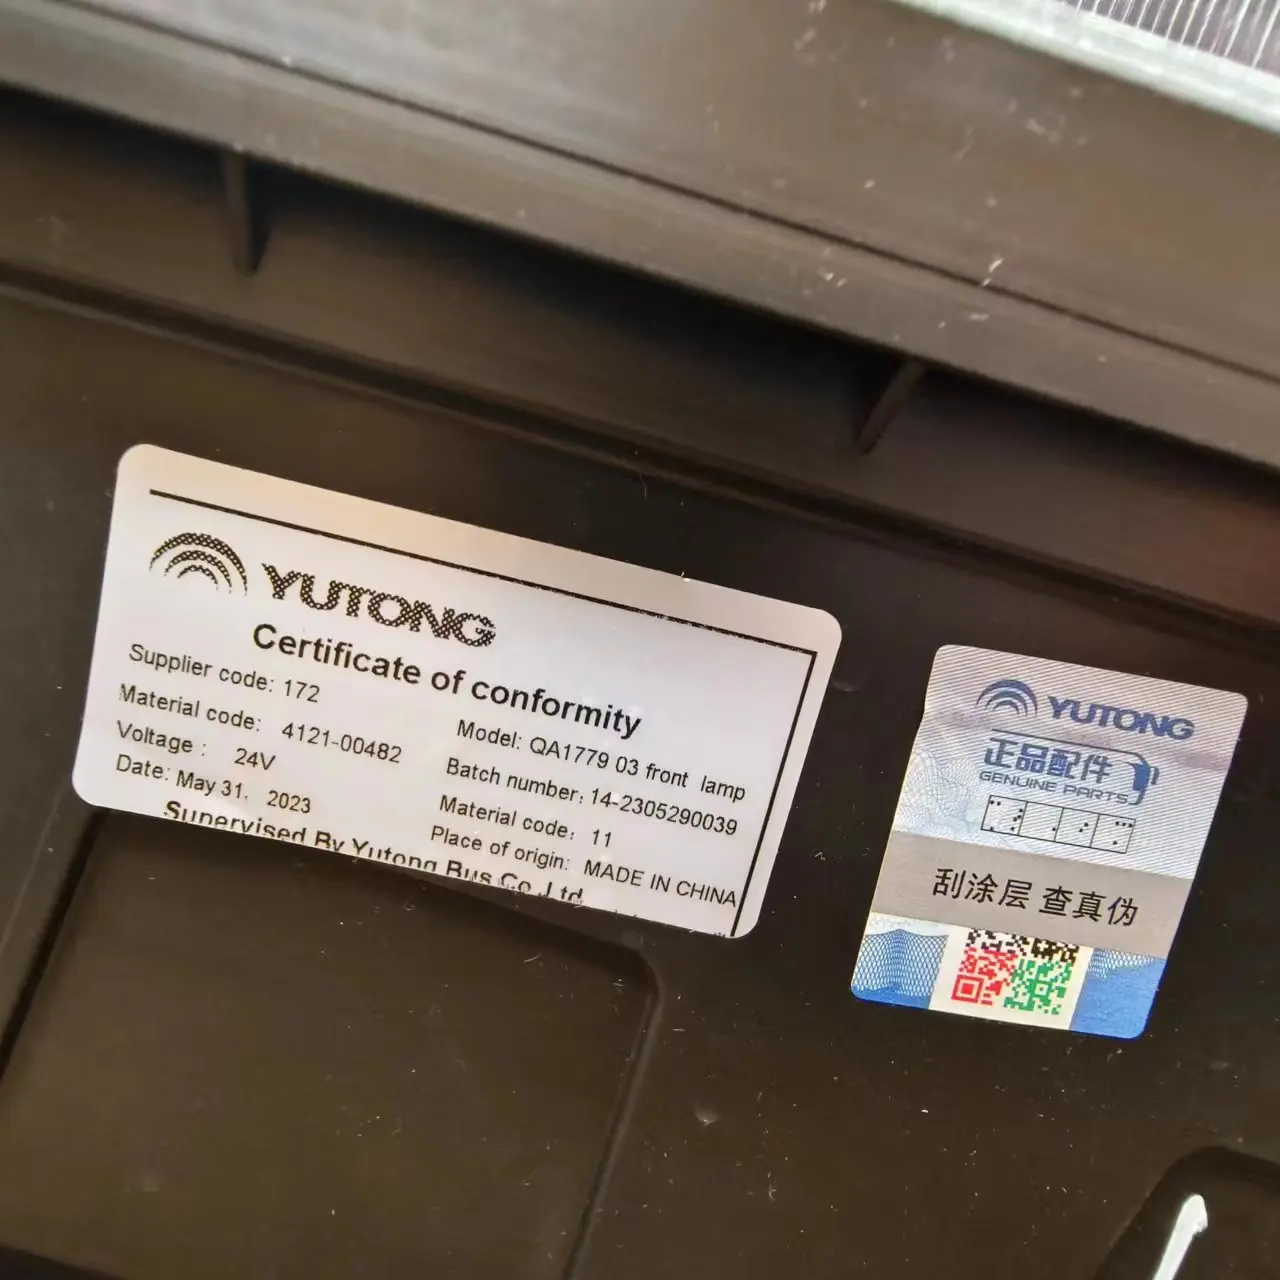 YUTONG
Certificate of conformity
Supplier code: 172
Material code: 4121-00482
Voltage : 24V
Date: May 31, 2023
Model: QA1779 03 front lamp
Batch number: 14-2305290039
Material code: 11
Place of origin: MADE IN CHINA
Supervised By Yutong Bus Co.,Ltd
YUTONG
正品配件
GENUINE PARTS
刮涂层 查真伪